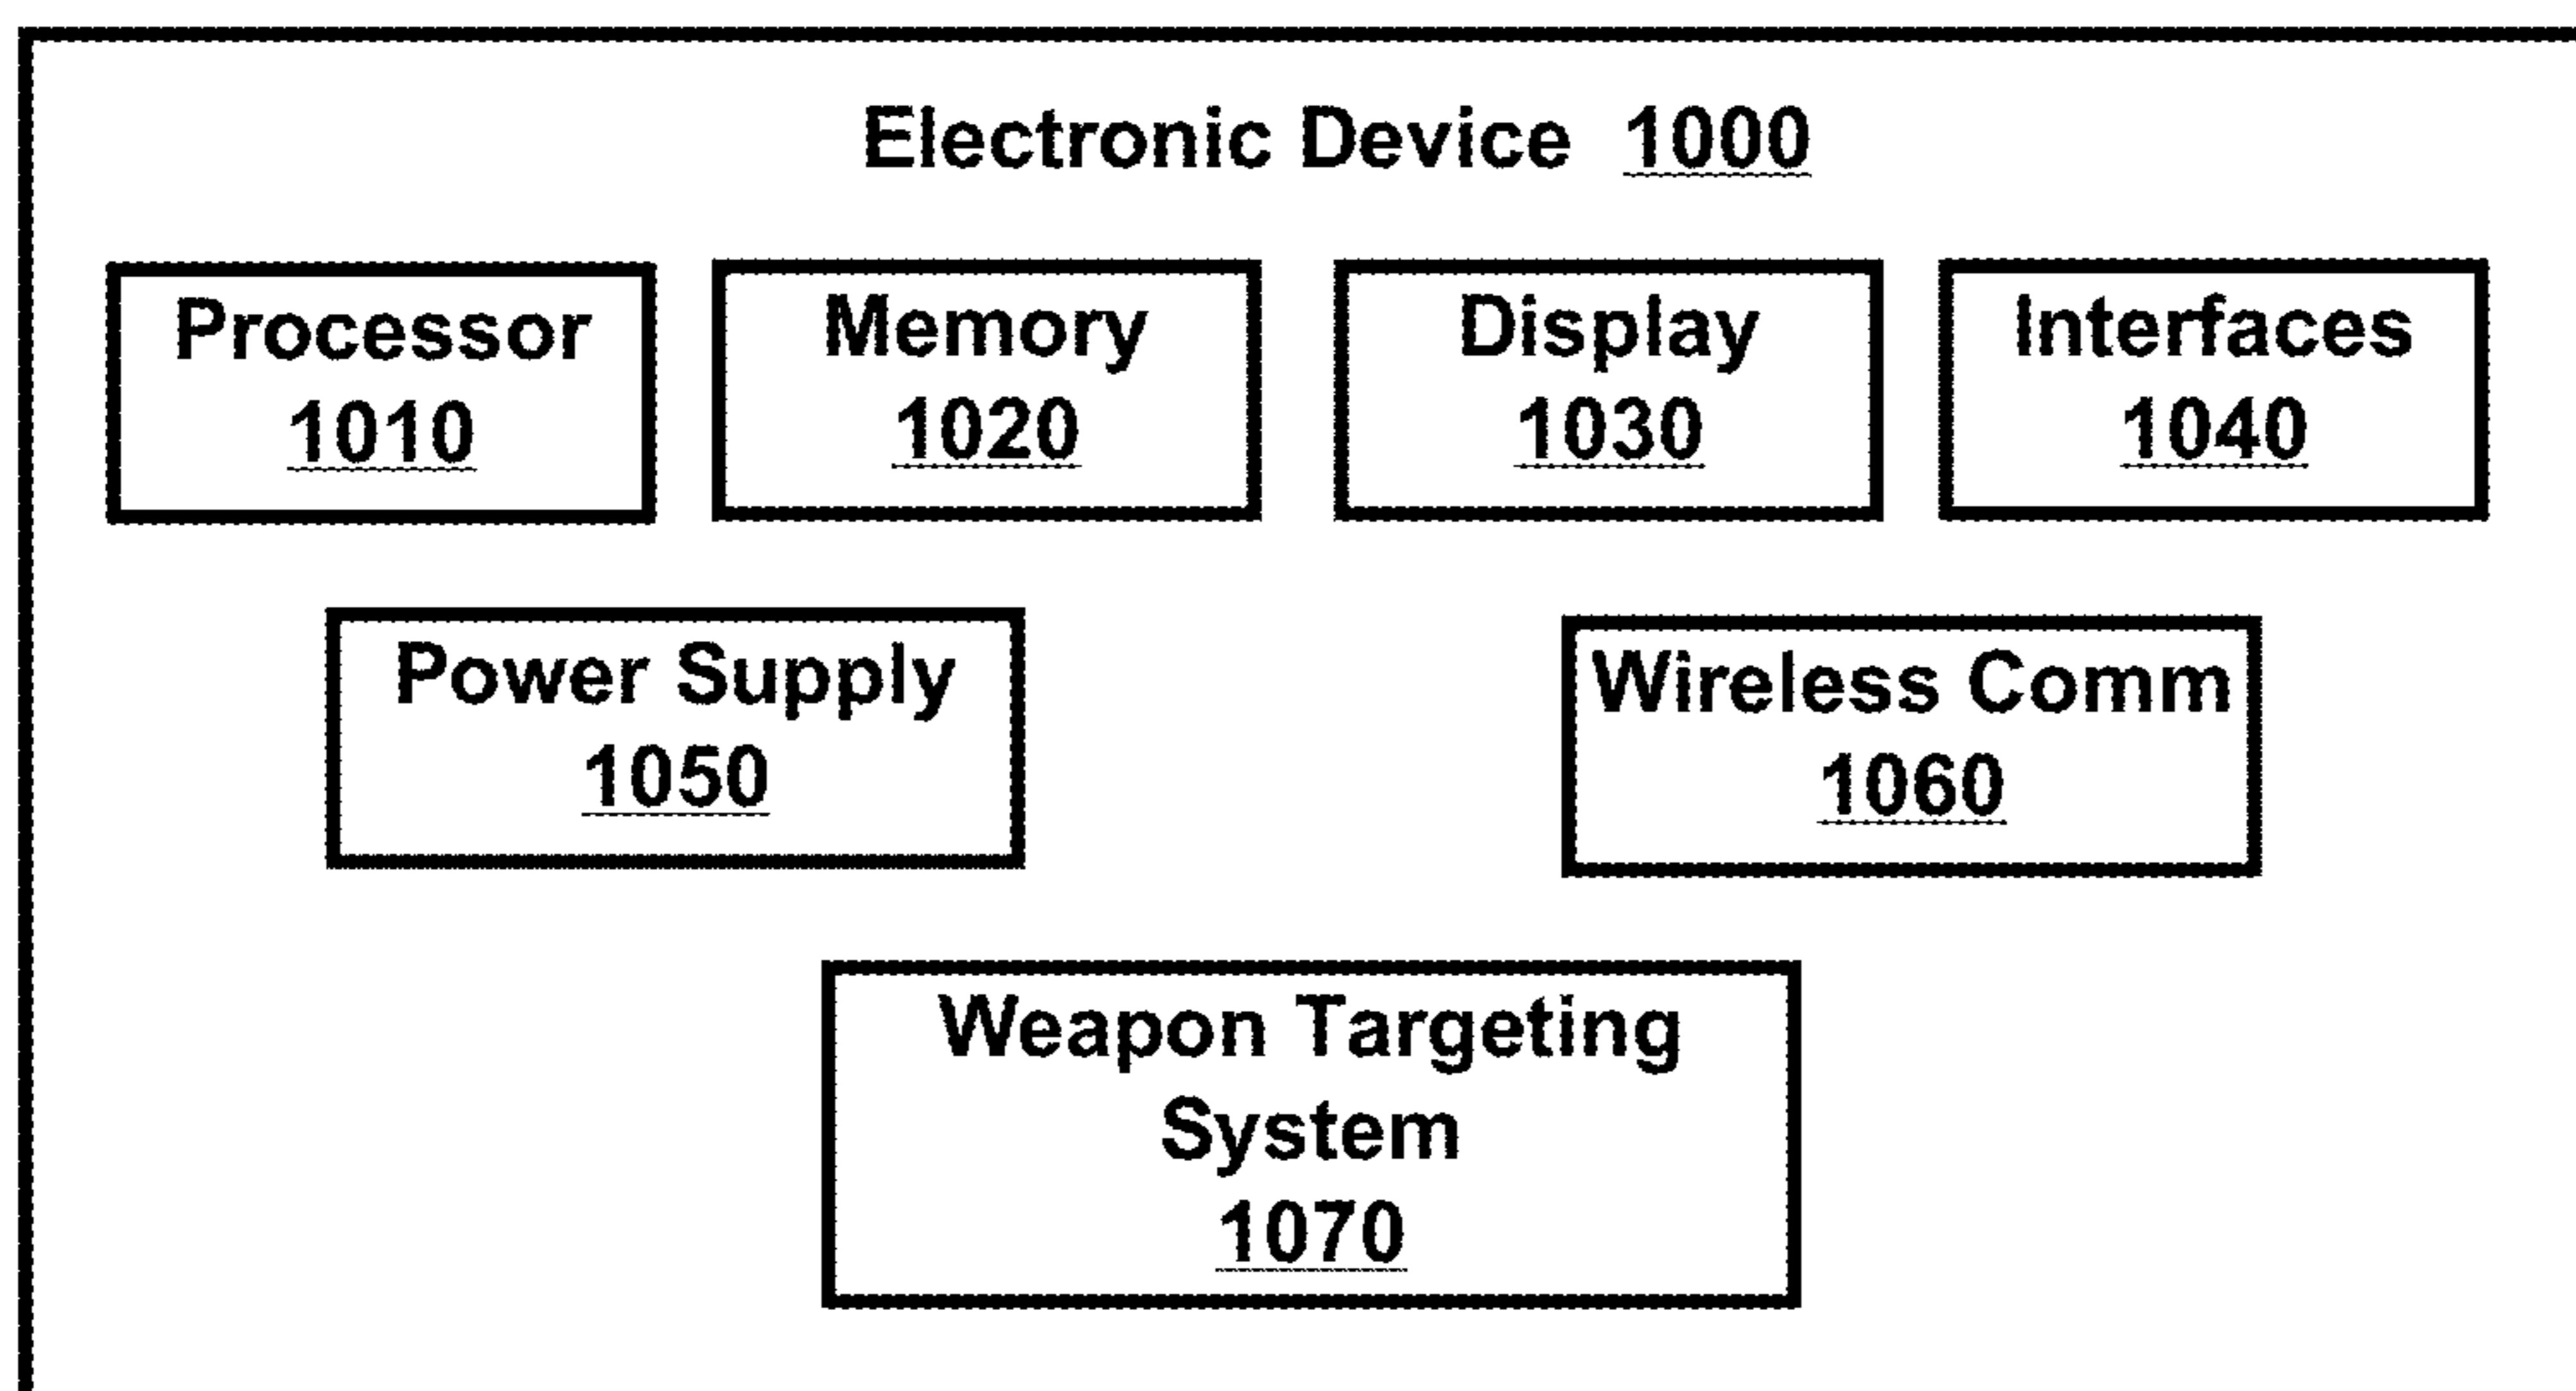 Electronic Device 1000
Processor
1010
Memory
1020
Display
1030
Interfaces
1040
Power Supply
1050
Wireless Comm
1060
Weapon Targeting
System
1070